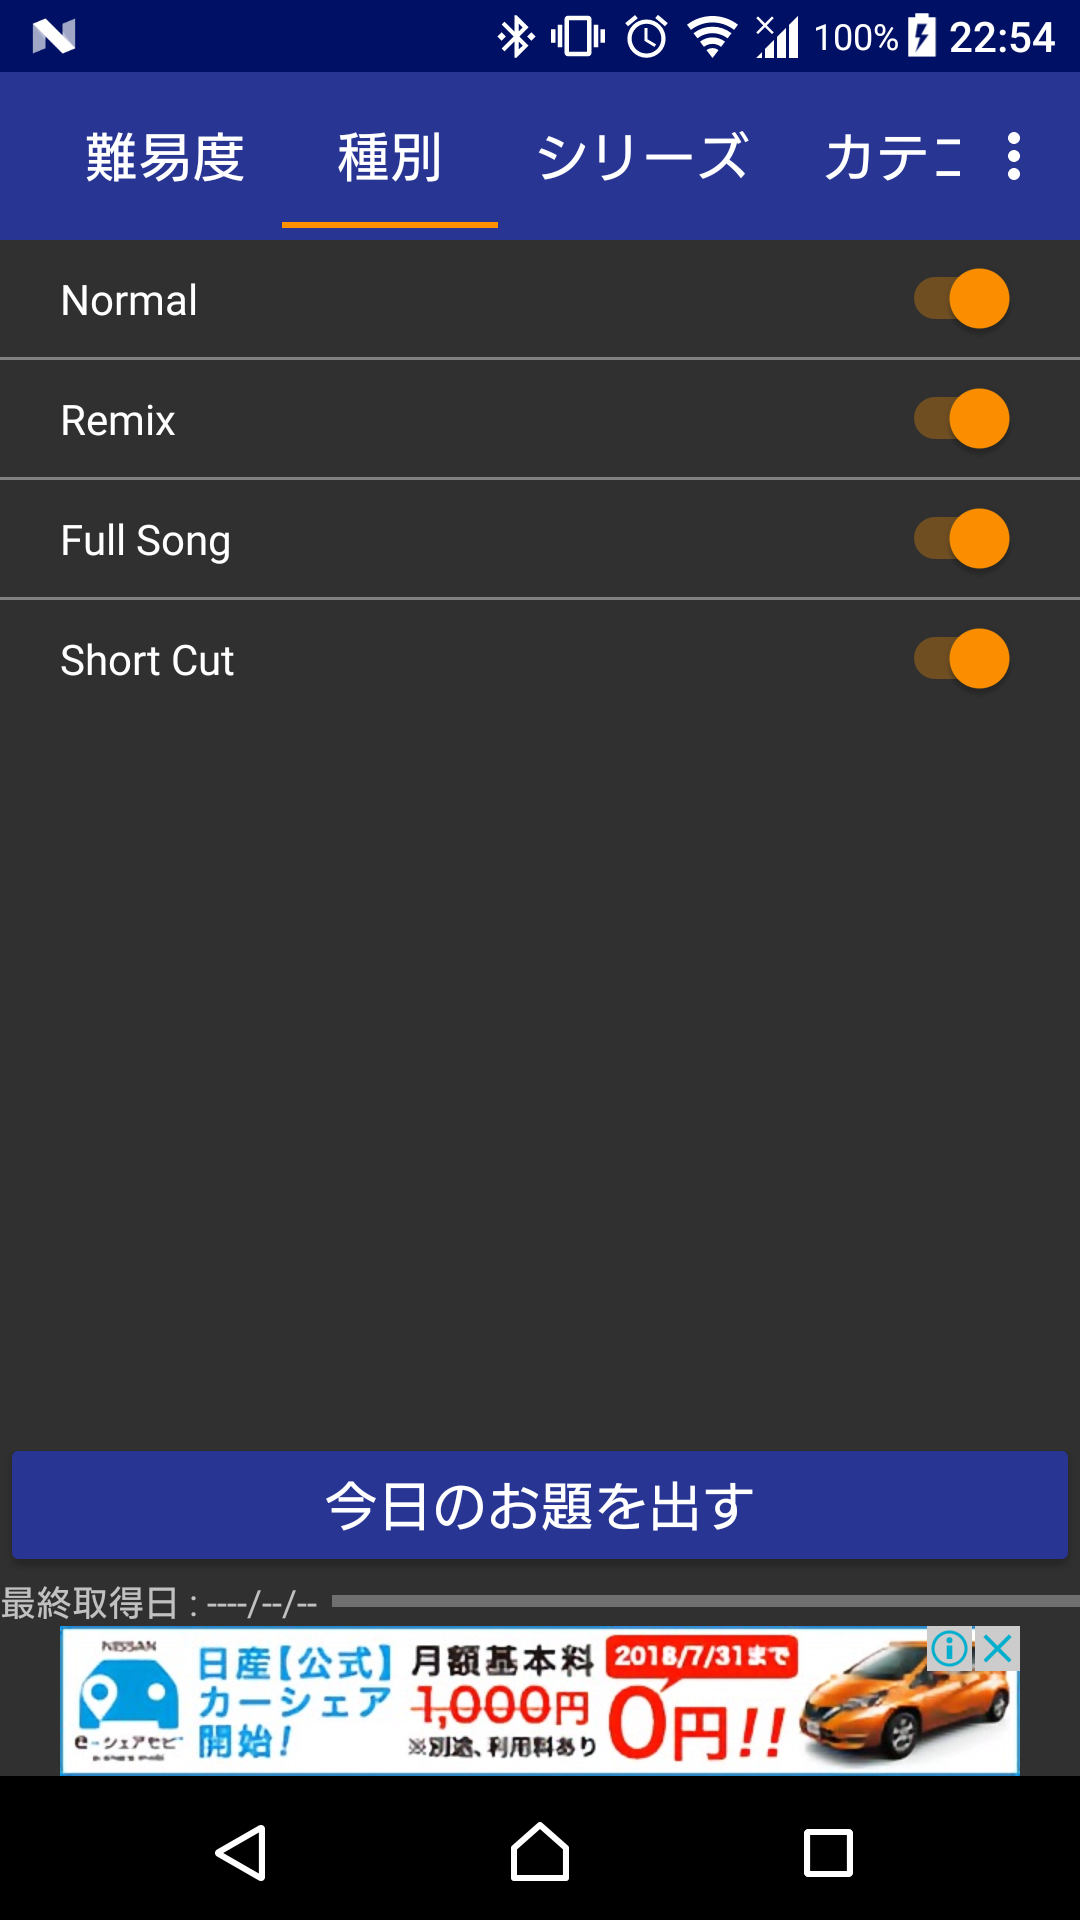 100% 22:54
難易度 種別 シリーズ カテゴ
Normal
Remix
Full Song
Short Cut
今日のお題を出す
最終取得日 : ----/--/--
NISSAN
e-シェアモビ
日産【公式】
カーシェア
開始!
月額基本料
1,000円
※別途、利用料あり
2018/7/31まで
0円!!